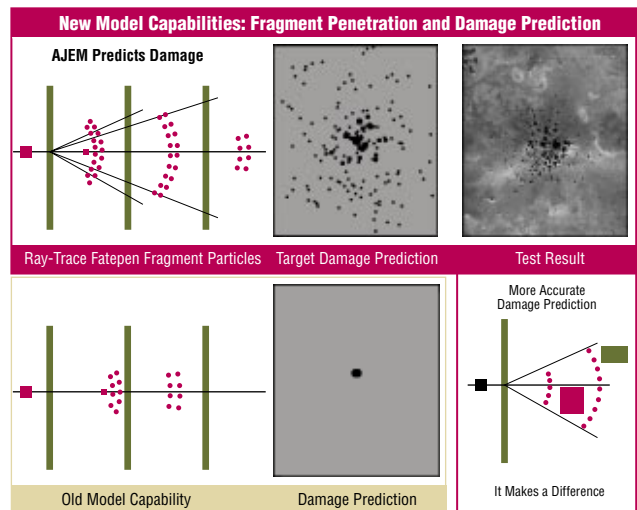 New Model Capabilities: Fragment Penetration and Damage Prediction
AJEM Predicts Damage
Ray-Trace Fatepen Fragment Particles
Target Damage Prediction
Test Result
More Accurate
Damage Prediction
It Makes a Difference
Old Model Capability
Damage Prediction